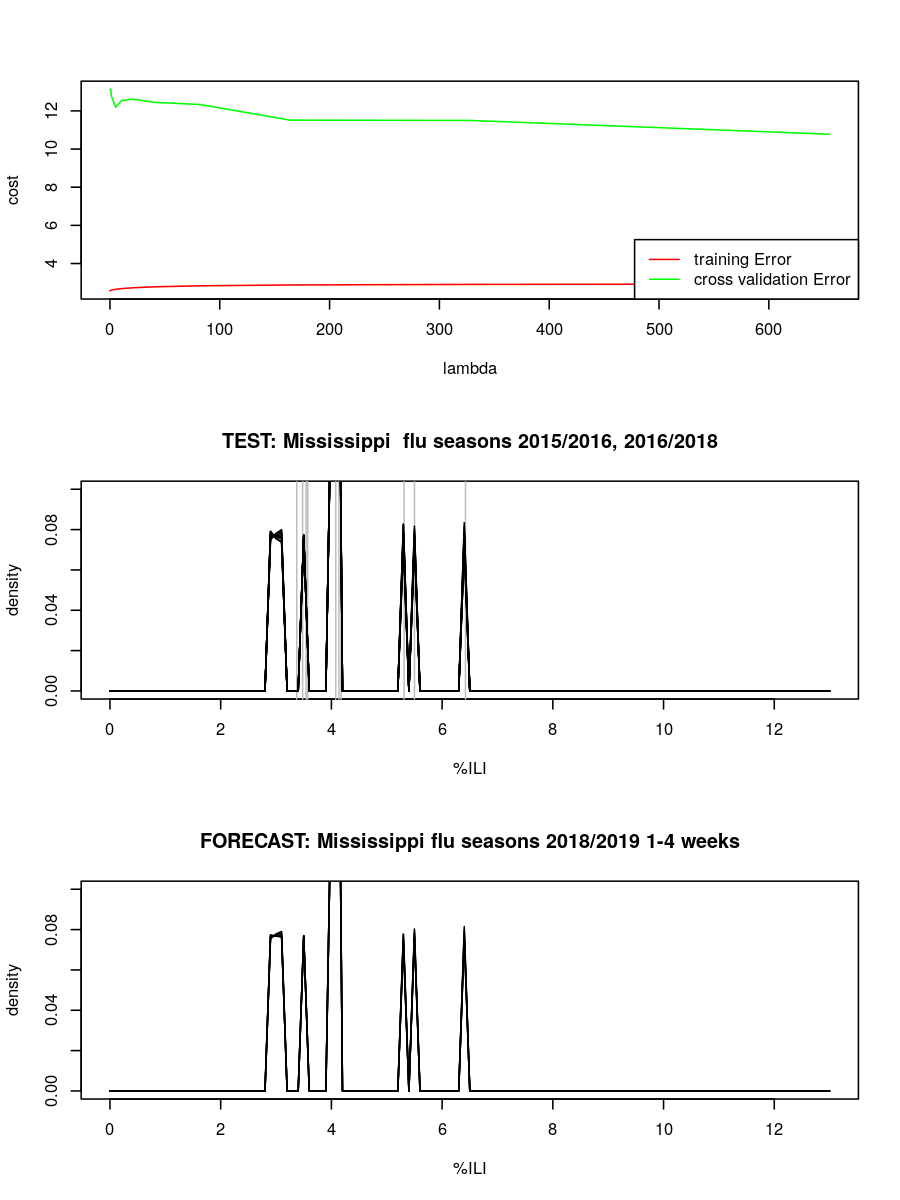 12
10
8
6
4
cost
training Error
cross validation Error
0 100 200 300 400 500 600
lambda
TEST: Mississippi  flu seasons 2015/2016, 2016/2018
0.08
0.04
0.00
density
0 2 4 6 8 10 12
%ILI
FORECAST: Mississippi flu seasons 2018/2019 1-4 weeks
0.08
0.04
0.00
density
0 2 4 6 8 10 12
%ILI